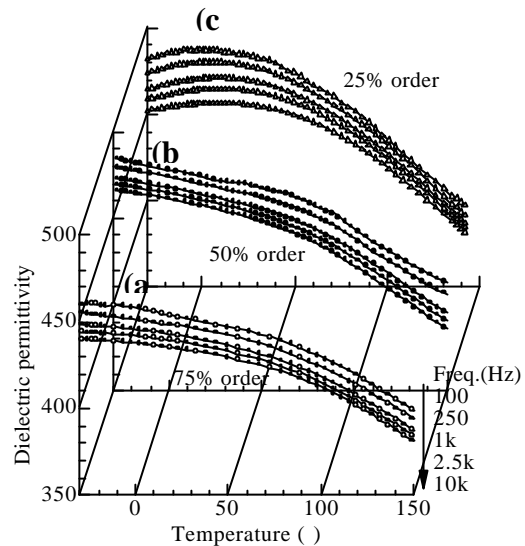 (c)
25% order
(b)
50% order
(a
75% order
Dielectric permittivity
500
450
400
350
0
50
100
150
Temperature ( )
Freq.(Hz)
100
250
1k
2.5k
10k